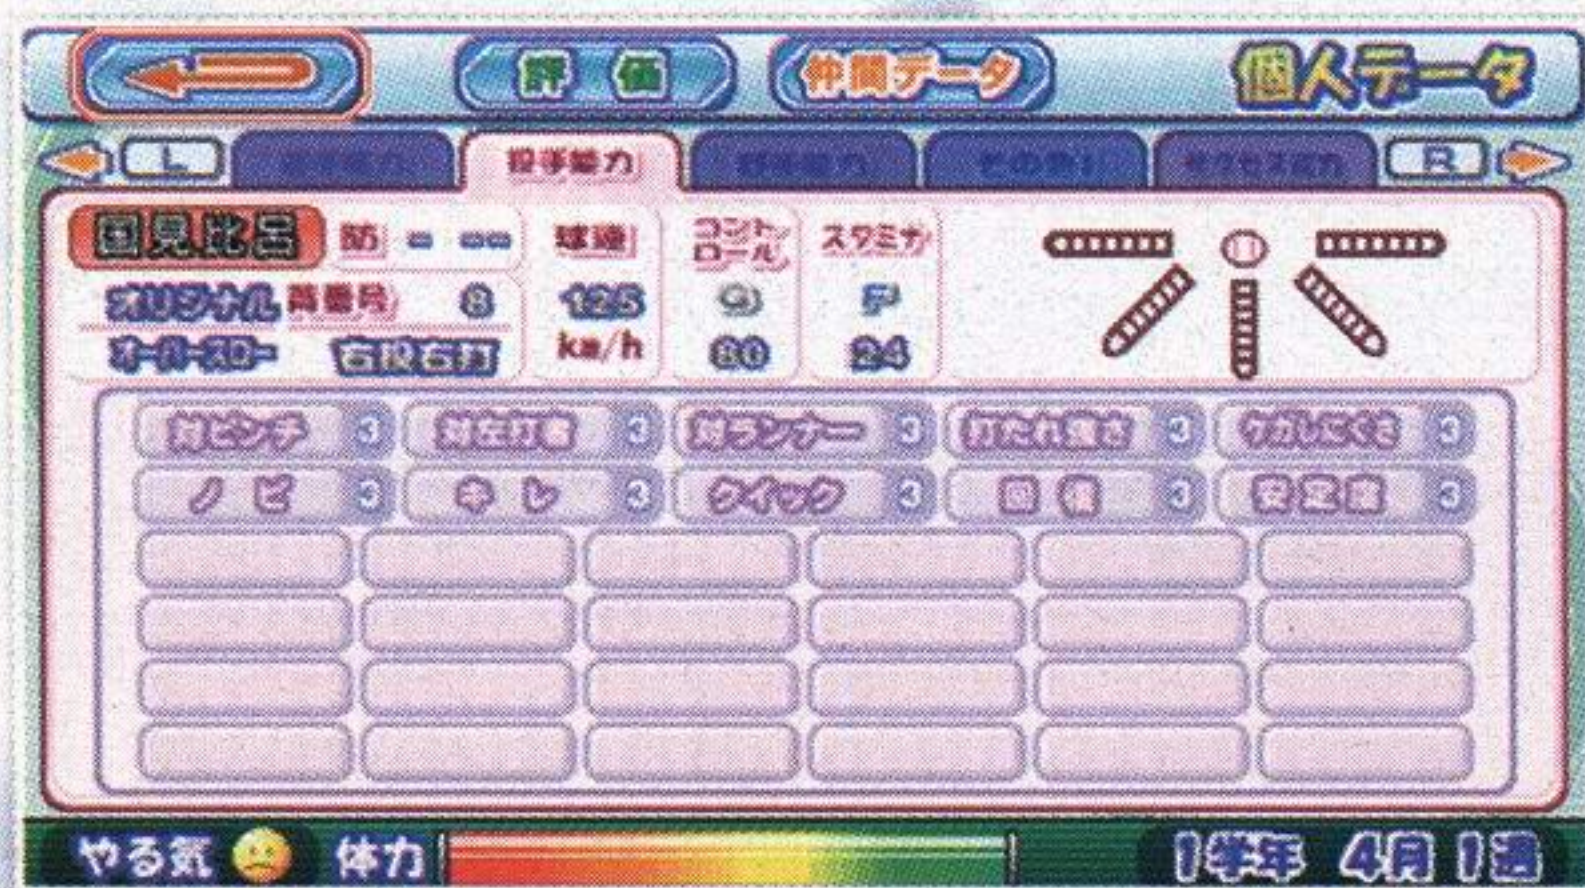 評価 仲間データ 個人データ
L 投手能力 R
国見比呂 防 - -- 球速 コントロール スタミナ
オリジナル 背番号 8 125 G F
オーバースロー 右投右打 km/h 80 24
対ピンチ 3 対左打者 3 対ランナー 3 打たれ強さ 3 ケガしにくさ 3
ノビ 3 キレ 3 クイック 3 回復 3 安定度 3
やる気 体力 1学年 4月1週